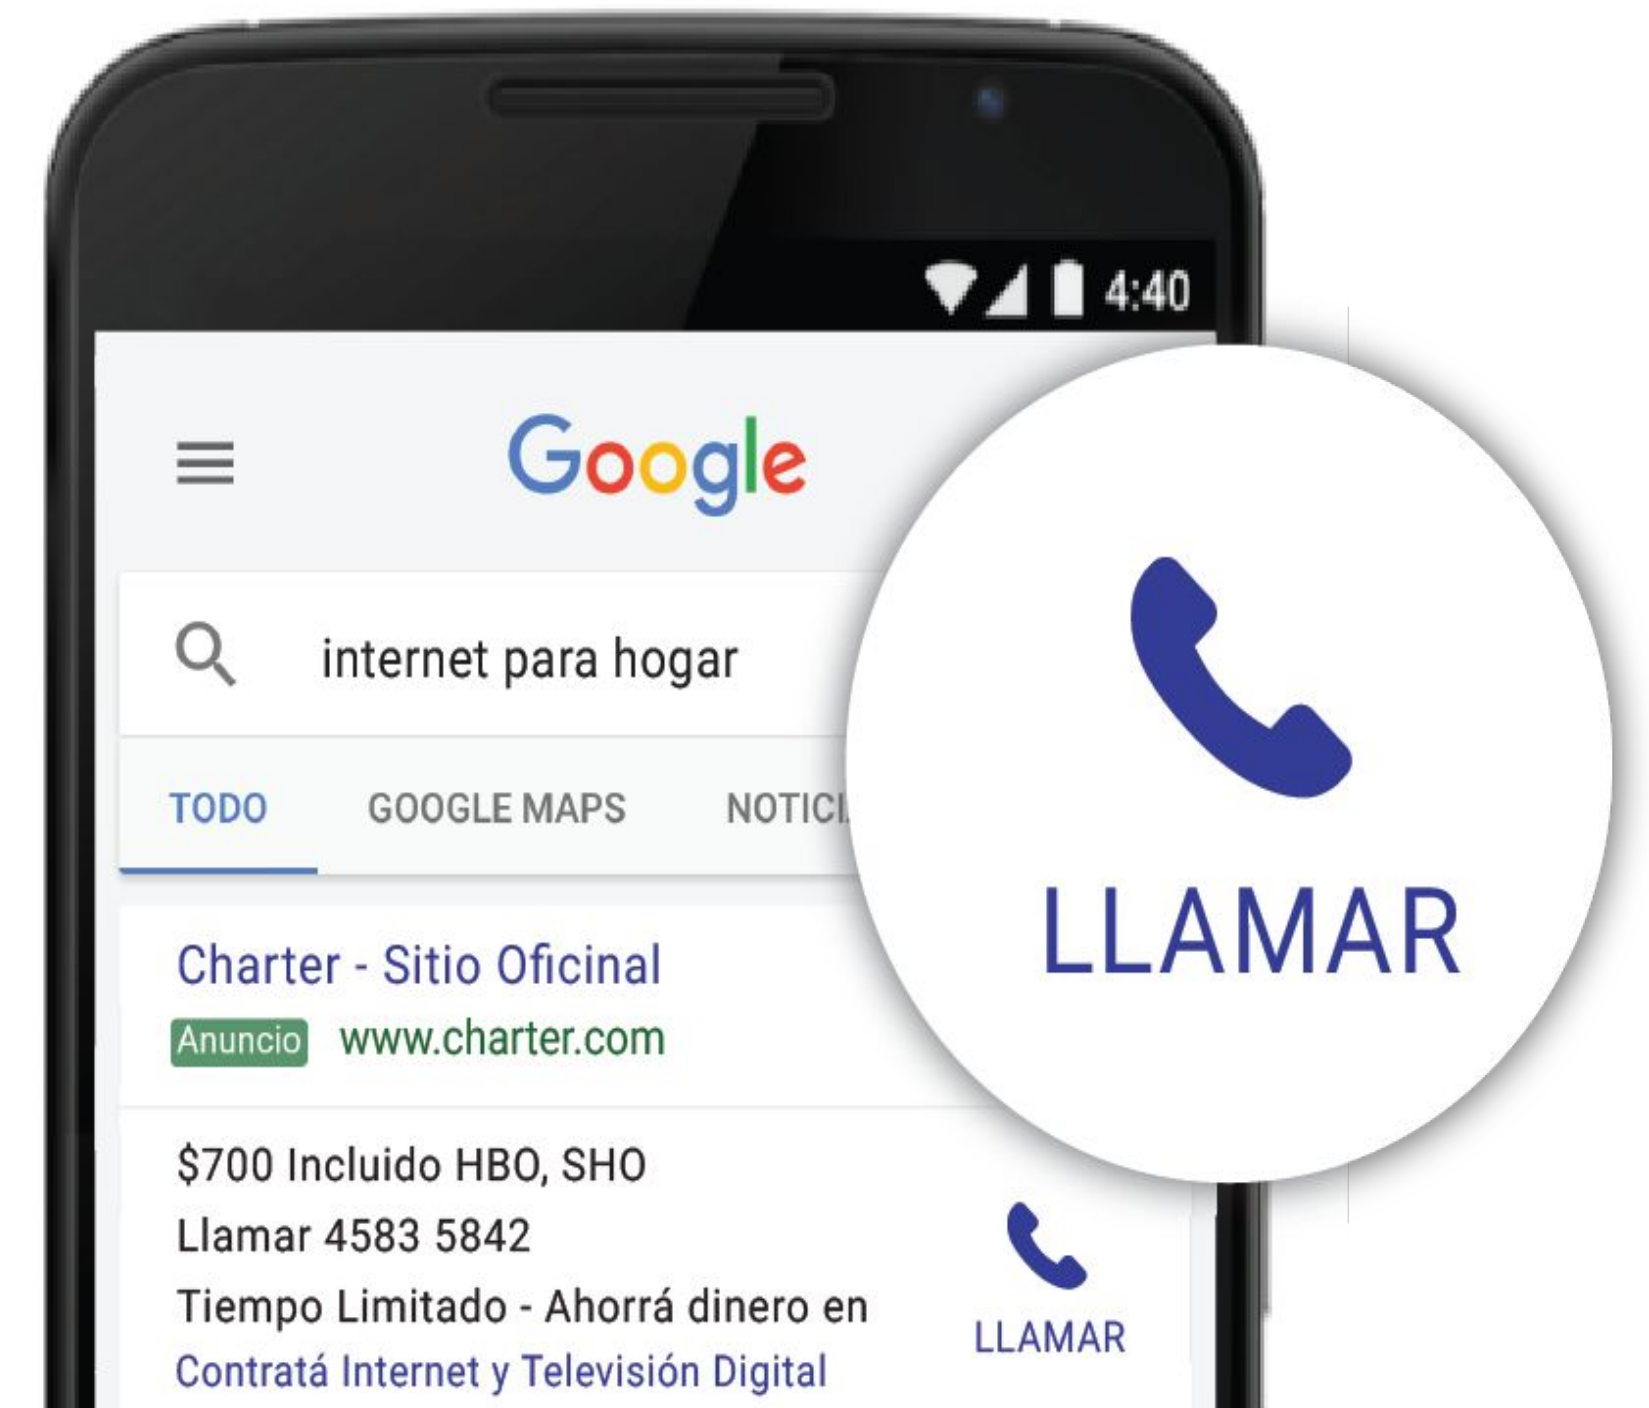 4:40
Google
internet para hogar
TODO GOOGLE MAPS NOTICI
Charter - Sitio Oficinal
Anuncio www.charter.com
LLAMAR
$700 Incluido HBO, SHO
Llamar 4583 5842
Tiempo Limitado - Ahorrá dinero en
Contratá Internet y Televisión Digital
LLAMAR